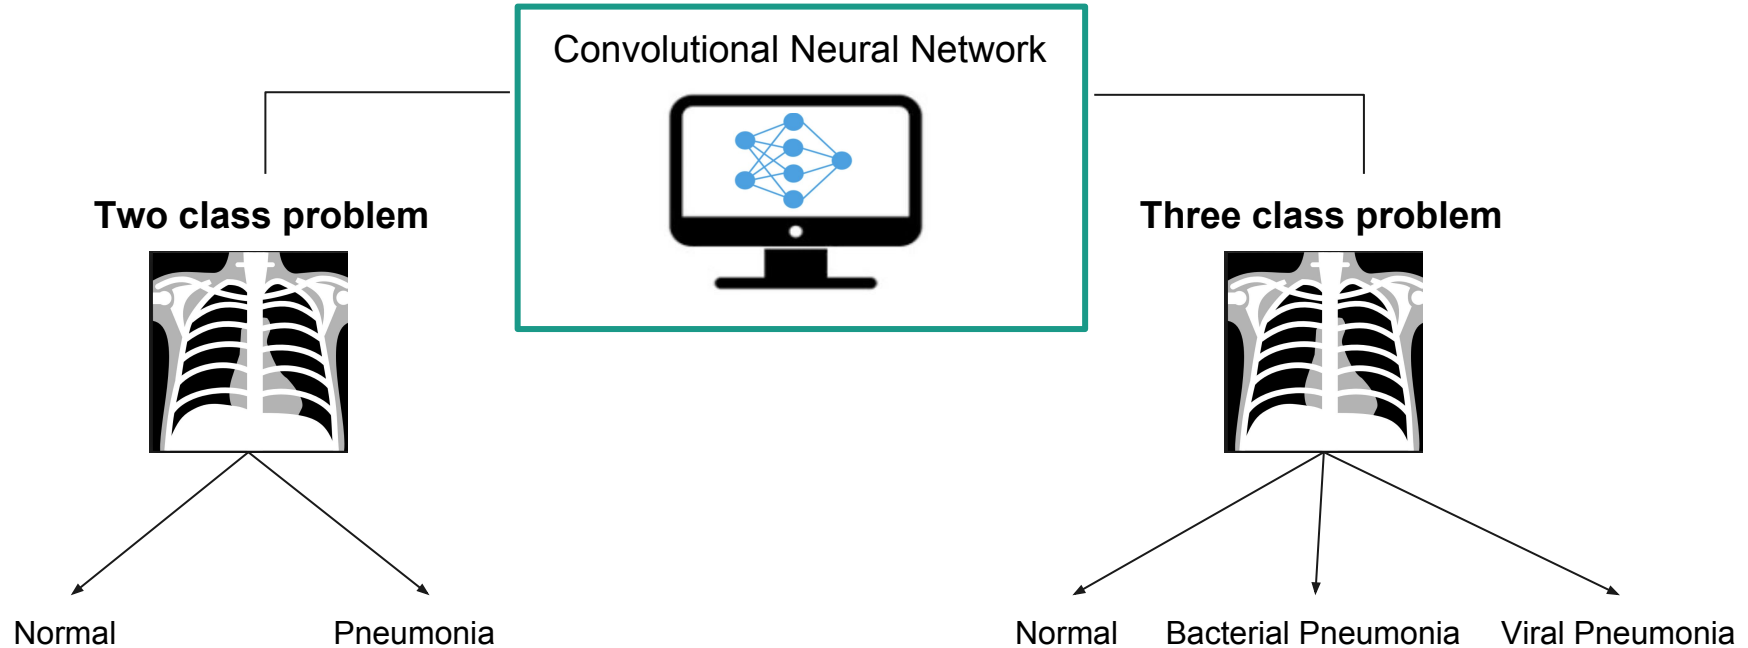 Convolutional Neural Network
Two class problem
Three class problem
Normal
Pneumonia
Normal
Bacterial Pneumonia
Viral Pneumonia